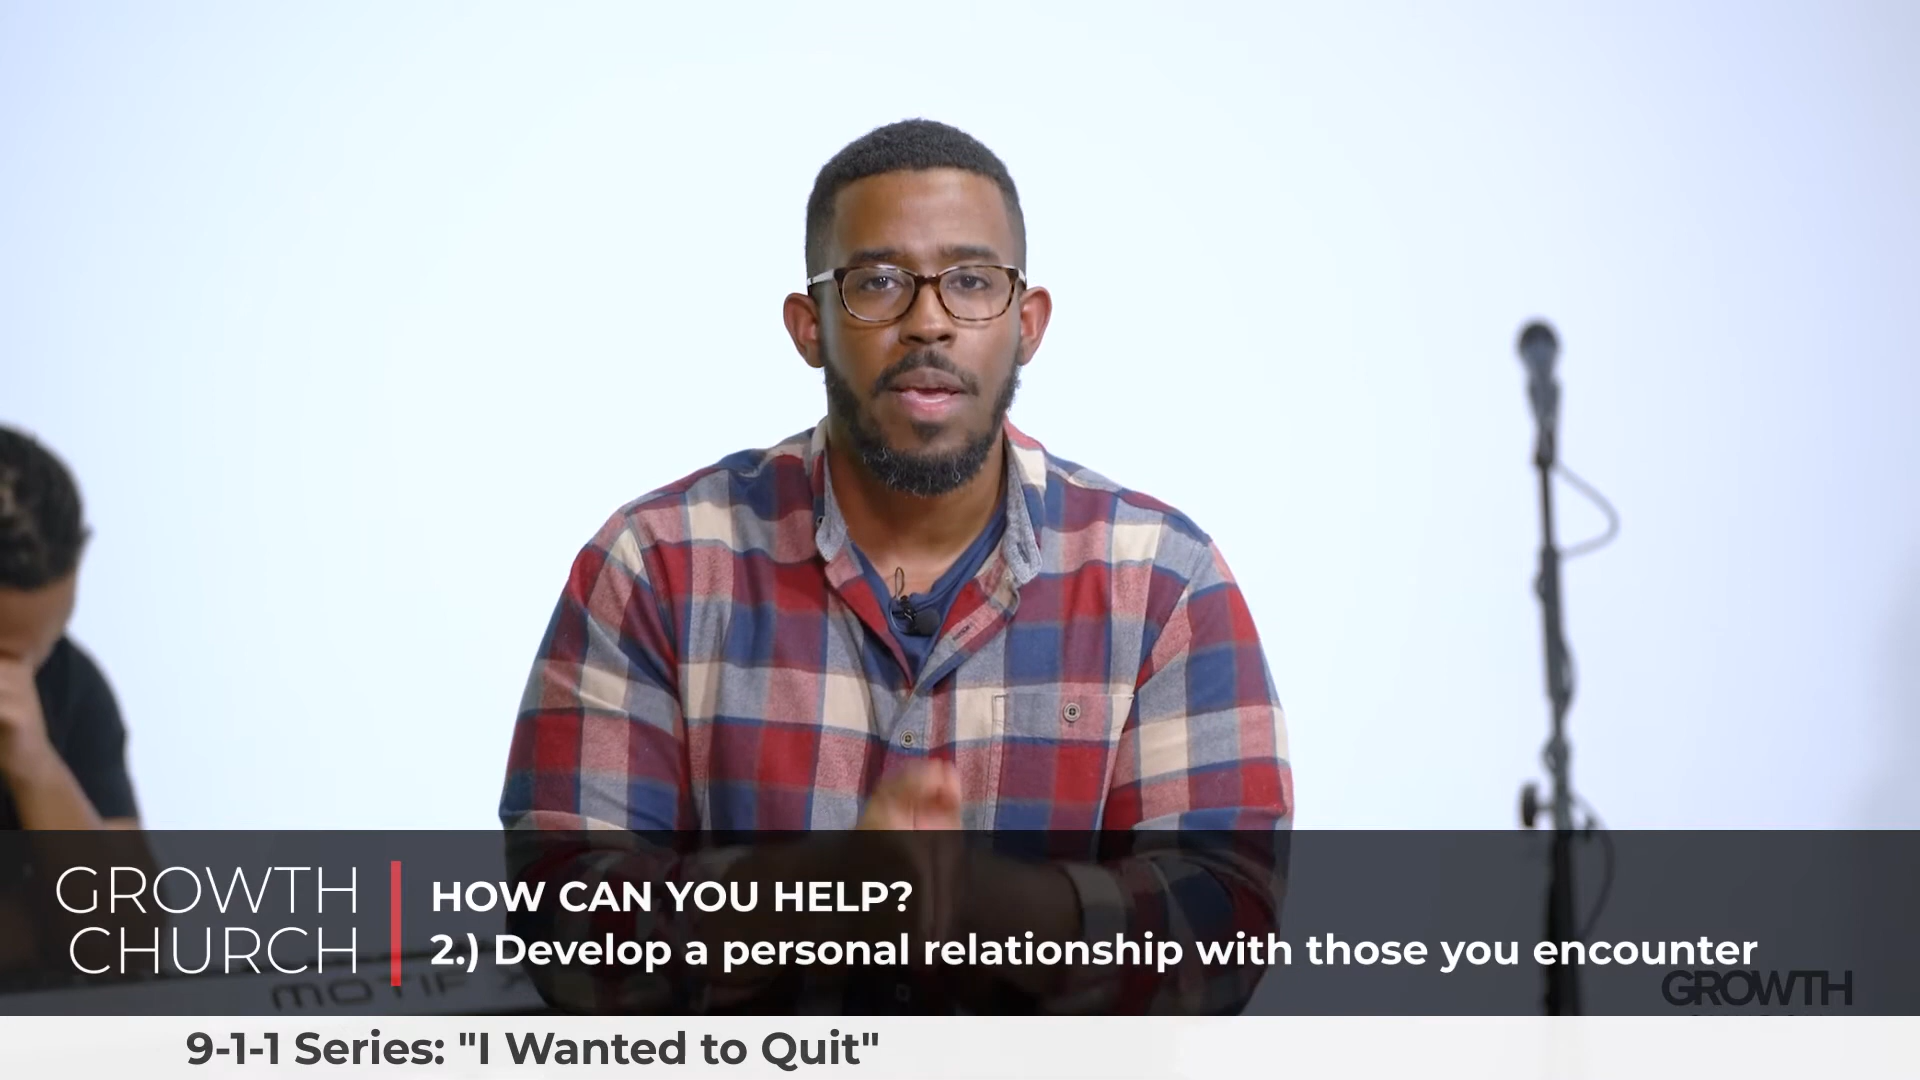 GROWTH
CHURCH
HOW CAN YOU HELP?
2.) Develop a personal relationship with those you encounter
MOTIF
GROWTH
9-1-1 Series: "I Wanted to Quit"